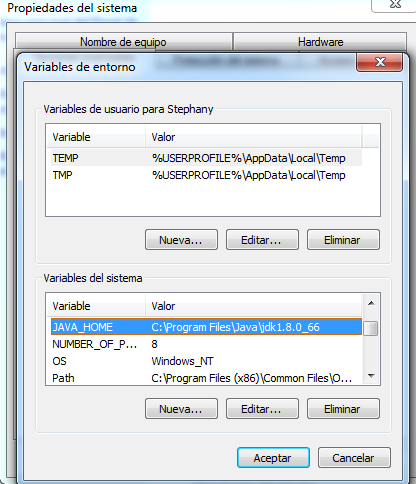 Propiedades del sistema
Nombre de equipo Hardware
Variables de entorno
Variables de usuario para Stephany
Variable Valor
TEMP %USERPROFILE%\AppData\Local\Temp
TMP %USERPROFILE%\AppData\Local\Temp
Nueva... Editar... Eliminar
Variables del sistema
Variable Valor
JAVA_HOME C:\Program Files\Java\jdk1.8.0_66
NUMBER_OF_P... 8
OS Windows_NT
Path C:\Program Files (x86)\Common Files\O...
Nueva... Editar... Eliminar
Aceptar Cancelar